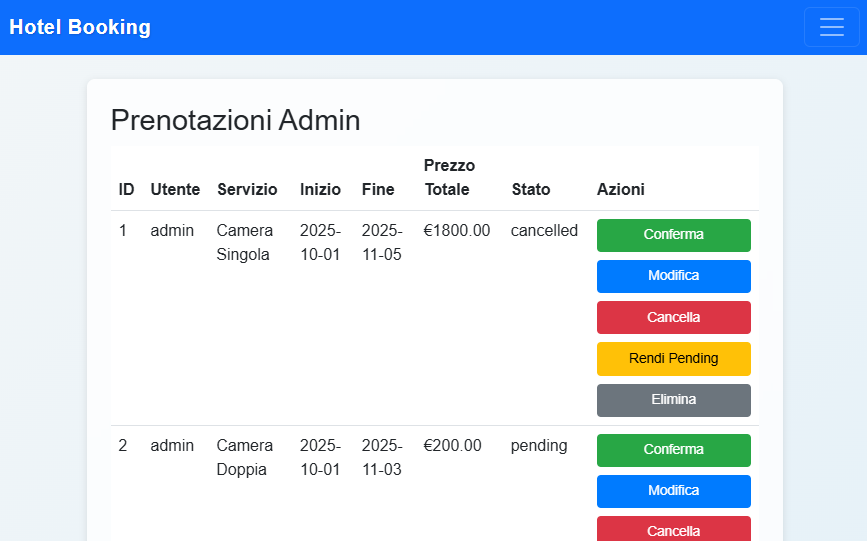 Hotel Booking
Prenotazioni Admin
ID Utente Servizio Inizio Fine Prezzo Totale Stato Azioni
1 admin Camera Singola 2025-10-01 2025-11-05 €1800.00 cancelled
Conferma
Modifica
Cancella
Rendi Pending
Elimina
2 admin Camera Doppia 2025-10-01 2025-11-03 €200.00 pending
Conferma
Modifica
Cancella